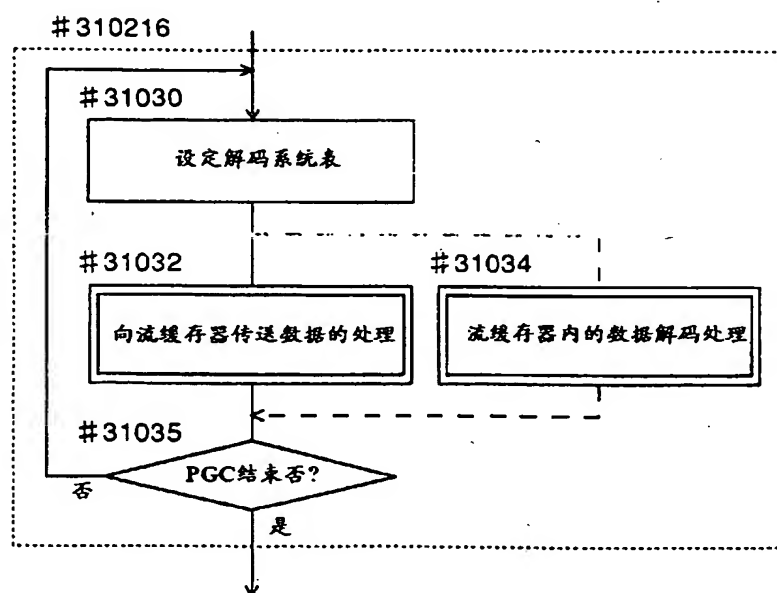 #310216
#31030
设定解码系统表
#31032
#31034
向流缓存器传送数据的处理
流缓存器内的数据解码处理
#31035
PGC结束否?
否
是